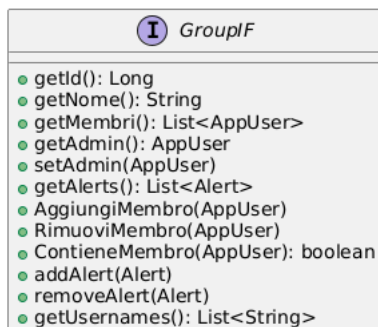 I GroupIF
getId(): Long
getNome(): String
getMembri(): List<AppUser>
getAdmin(): AppUser
setAdmin(AppUser)
getAlerts(): List<Alert>
AggiungiMembro(AppUser)
RimuoviMembro(AppUser)
ContieneMembro(AppUser): boolean
addAlert(Alert)
removeAlert(Alert)
getUsernames(): List<String>